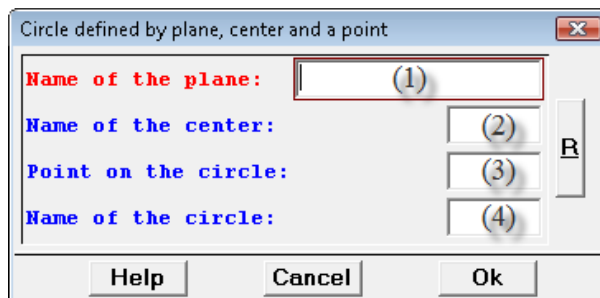 Circle defined by plane, center and a point
Name of the plane: (1)
Name of the center: (2)
Point on the circle: (3)
Name of the circle: (4)
R
Help Cancel Ok